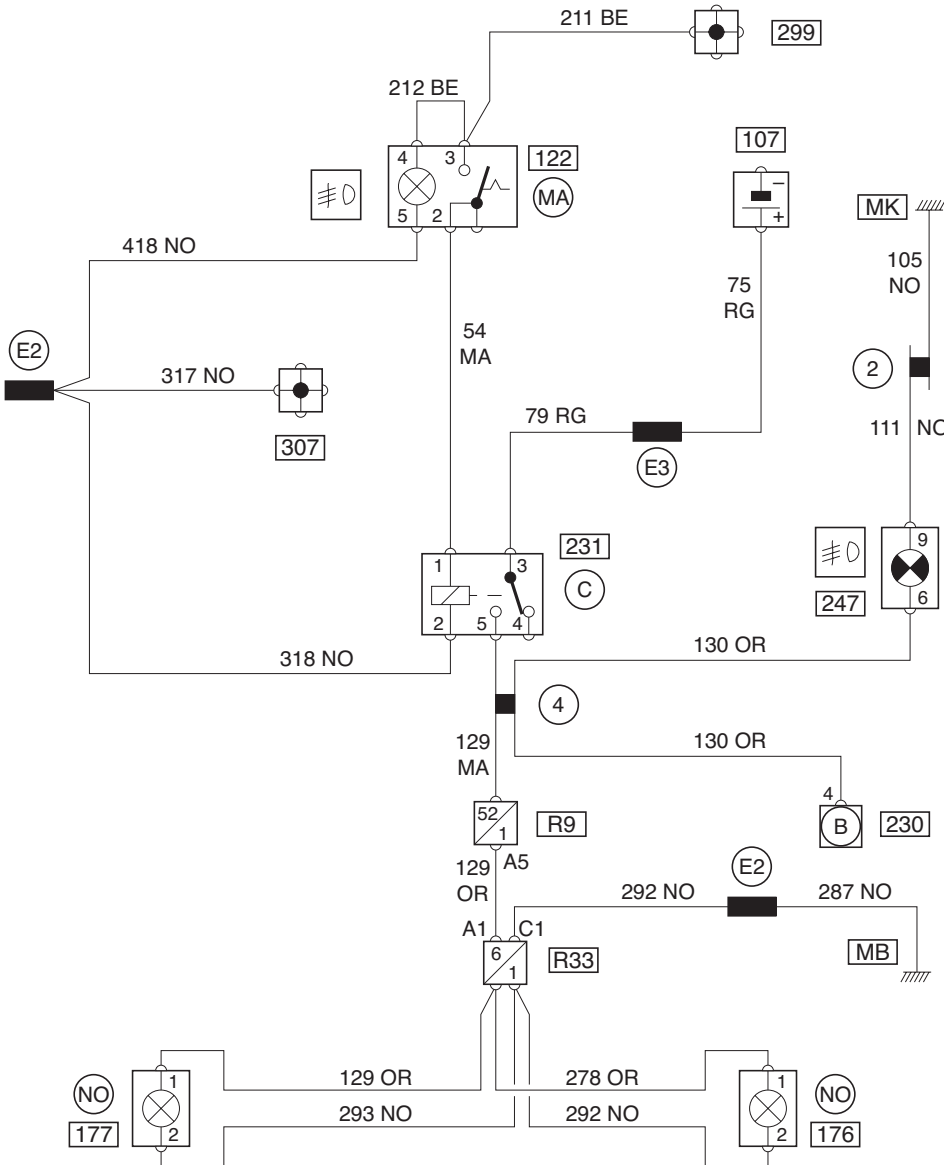 211 BE
299
212 BE
107
4 3
122
MA
–
+
5 2
MK
418 NO
105
NO
75
RG
54
MA
E2
317 NO
2
79 RG
111 NO
307
E3
231
1 3
9
C
247
6
2 5 4
318 NO
130 OR
4
129
MA
130 OR
4
52
1
R9
B
230
A5
129
OR
E2
292 NO
287 NO
A1 C1
6
1
R33
MB
1
129 OR
278 OR
1
NO
NO
293 NO
292 NO
177
2
2
176